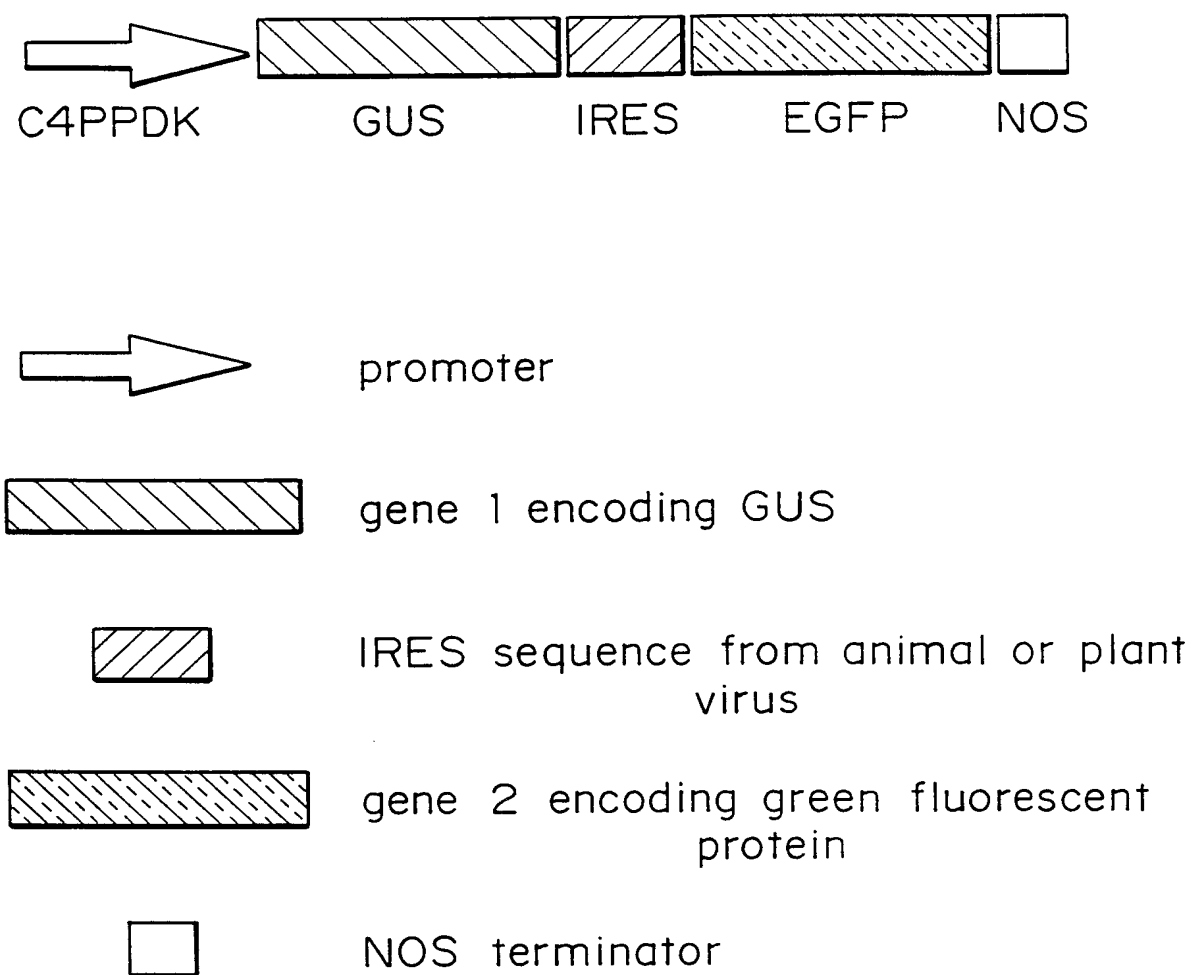 C4PPDK GUS IRES EGFP NOS
promoter
gene 1 encoding GUS
IRES sequence from animal or plant
virus
gene 2 encoding green fluorescent
protein
NOS terminator